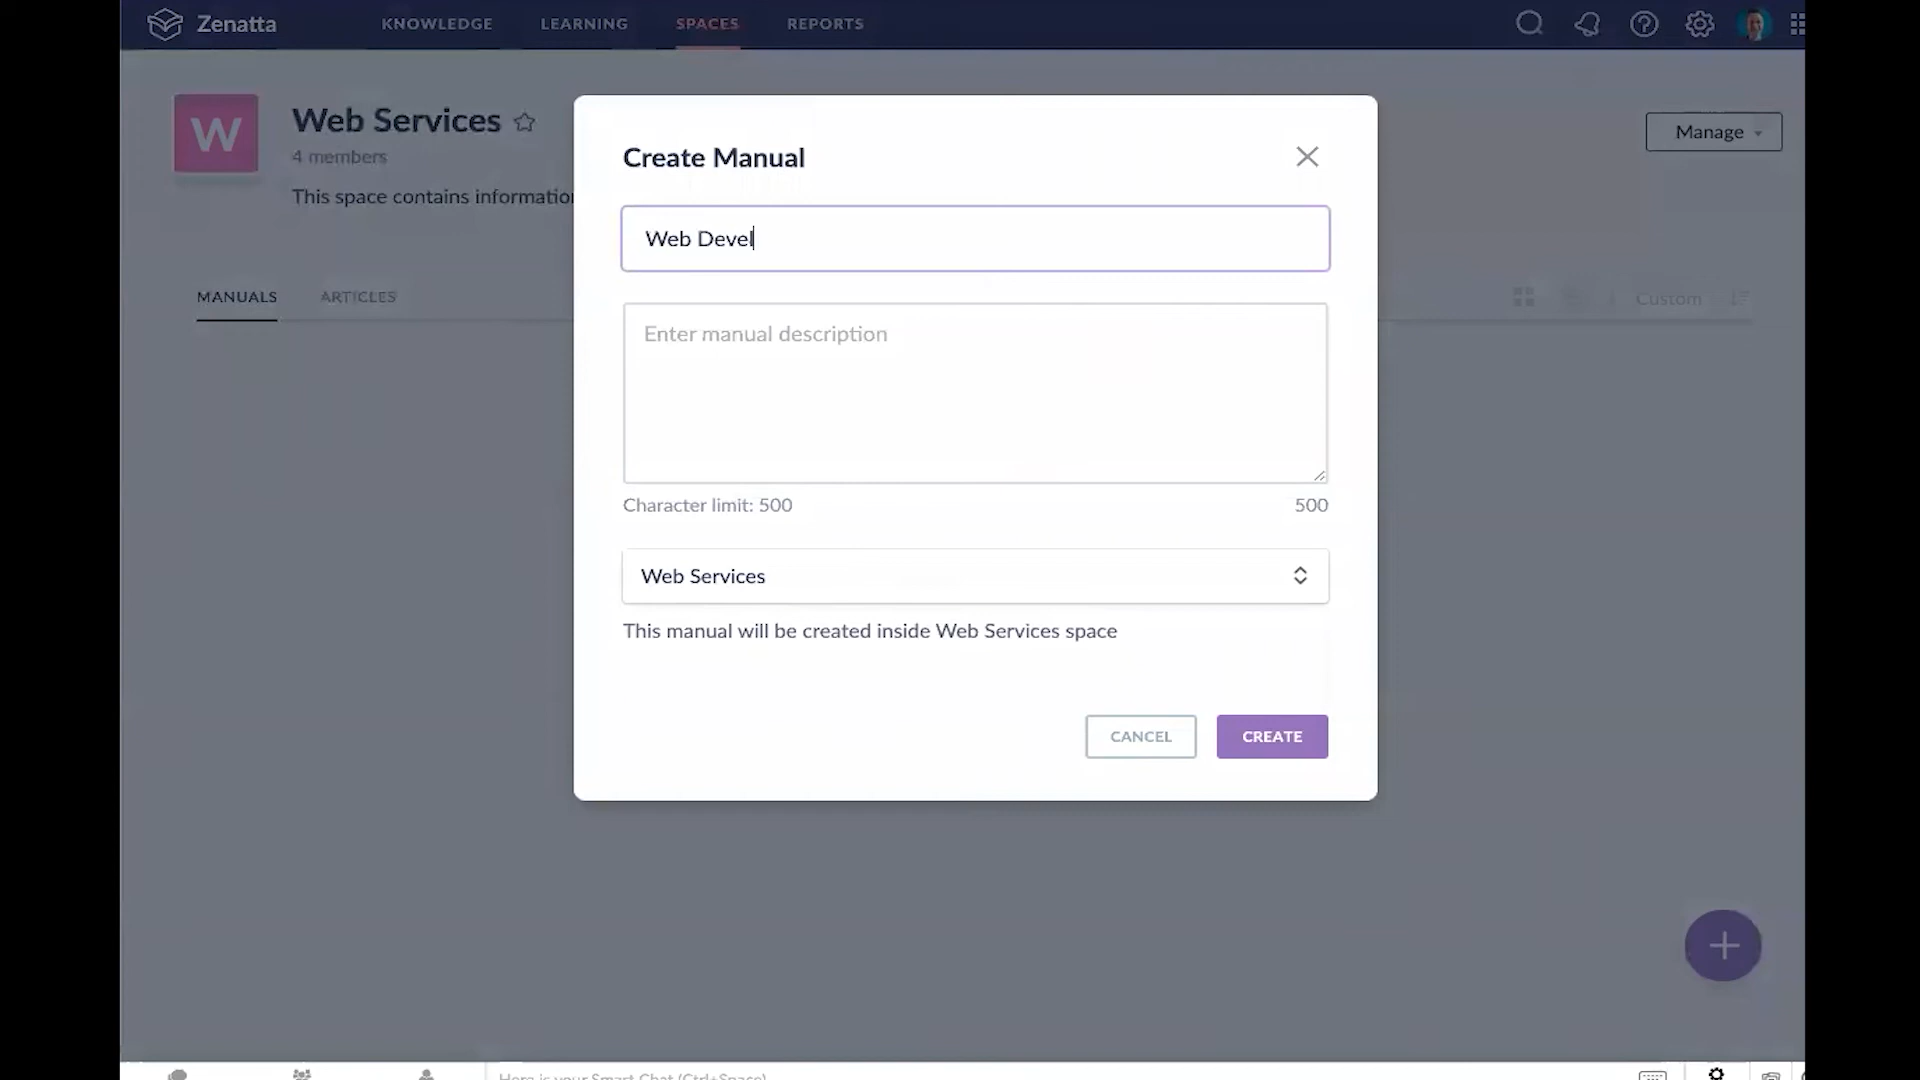 Zenatta
KNOWLEDGE
LEARNING
SPACES
REPORTS
W
Web Services
4 members
This space contains information
Manage
MANUALS
ARTICLES
Custom
Create Manual
Web Devel
Enter manual description
Character limit: 500
500
Web Services
This manual will be created inside Web Services space
CANCEL
CREATE
Here is your Smart Chat (Ctrl+Space)